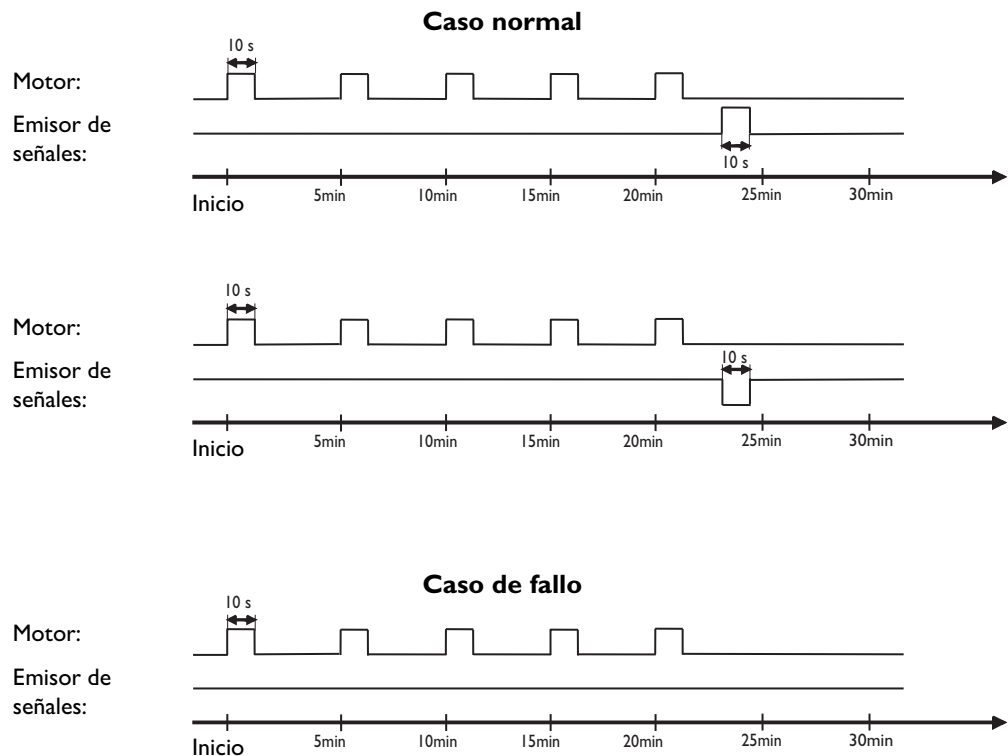 Caso normal
10 s
Motor:
Emisor de
señales:
10 s
5min 10min 15min 20min 25min 30min
Inicio
10 s
Motor:
10 s
Emisor de
señales:
5min 10min 15min 20min 25min 30min
Inicio
Caso de fallo
10 s
Motor:
Emisor de
señales:
5min 10min 15min 20min 25min 30min
Inicio